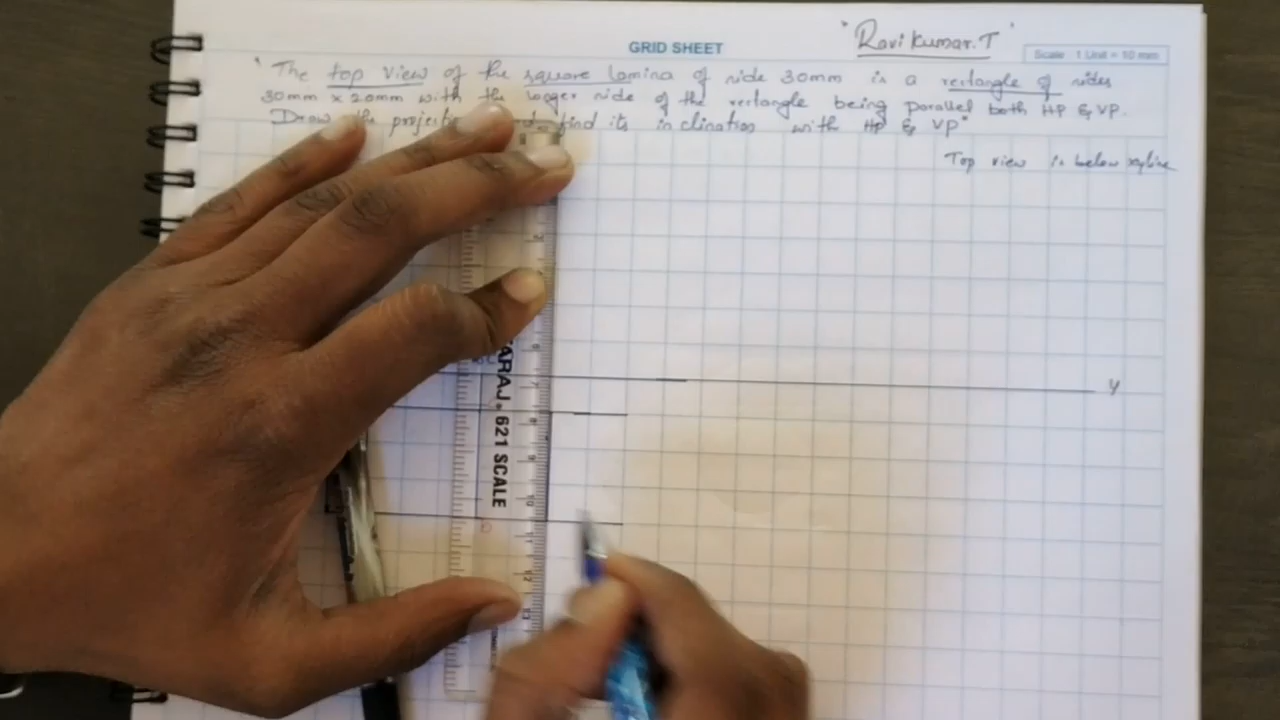 "Ravi Kumar.T"
GRID SHEET
Scale : 1 Unit = 10 mm
"The top view of the square lamina of side 30mm is a rectangle of sides
30mm x 20mm with the longer side of the rectangle being parallel both HP & VP.
Draw the find its inclination with HP & VP"
Top view is below xyline
y
ARAJ 621 SCALE